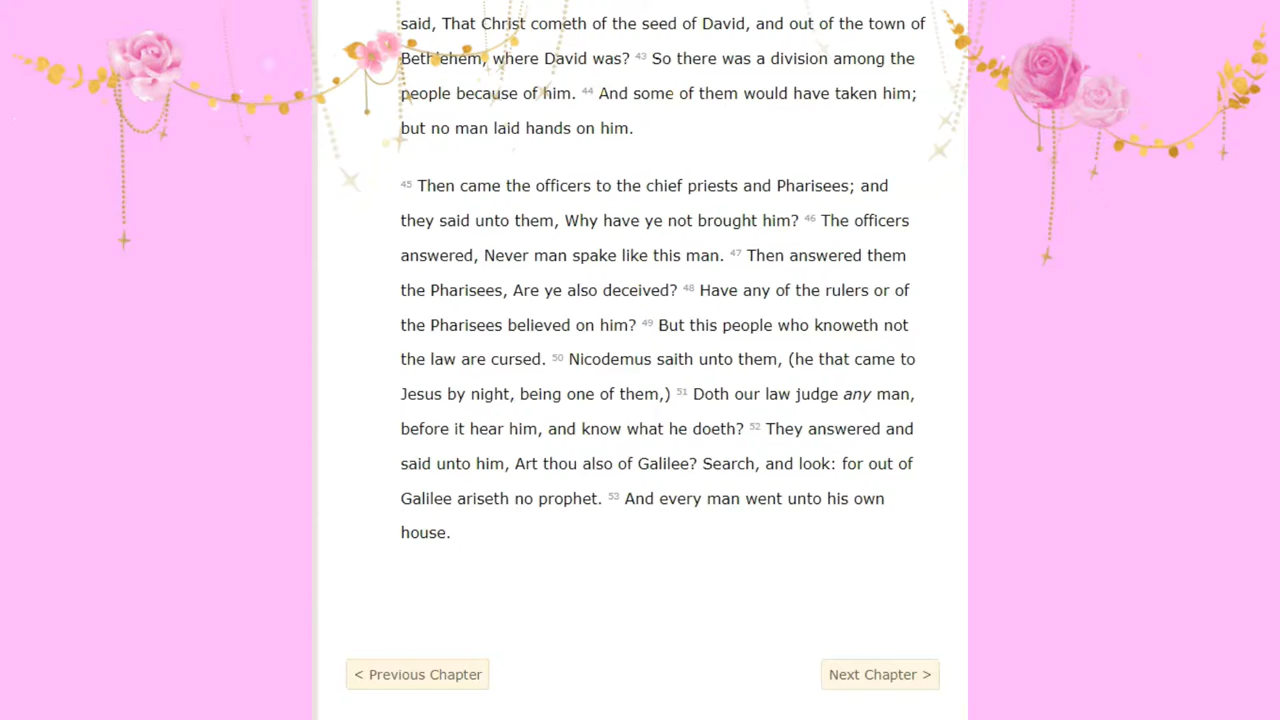 said, That Christ cometh of the seed of David, and out of the town of
Bethlehem, where David was? 43 So there was a division among the
people because of him. 44 And some of them would have taken him;
but no man laid hands on him.
45 Then came the officers to the chief priests and Pharisees; and
they said unto them, Why have ye not brought him? 46 The officers
answered, Never man spake like this man. 47 Then answered them
the Pharisees, Are ye also deceived? 48 Have any of the rulers or of
the Pharisees believed on him? 49 But this people who knoweth not
the law are cursed. 50 Nicodemus saith unto them, (he that came to
Jesus by night, being one of them,) 51 Doth our law judge any man,
before it hear him, and know what he doeth? 52 They answered and
said unto him, Art thou also of Galilee? Search, and look: for out of
Galilee ariseth no prophet. 53 And every man went unto his own
house.
< Previous Chapter
Next Chapter >